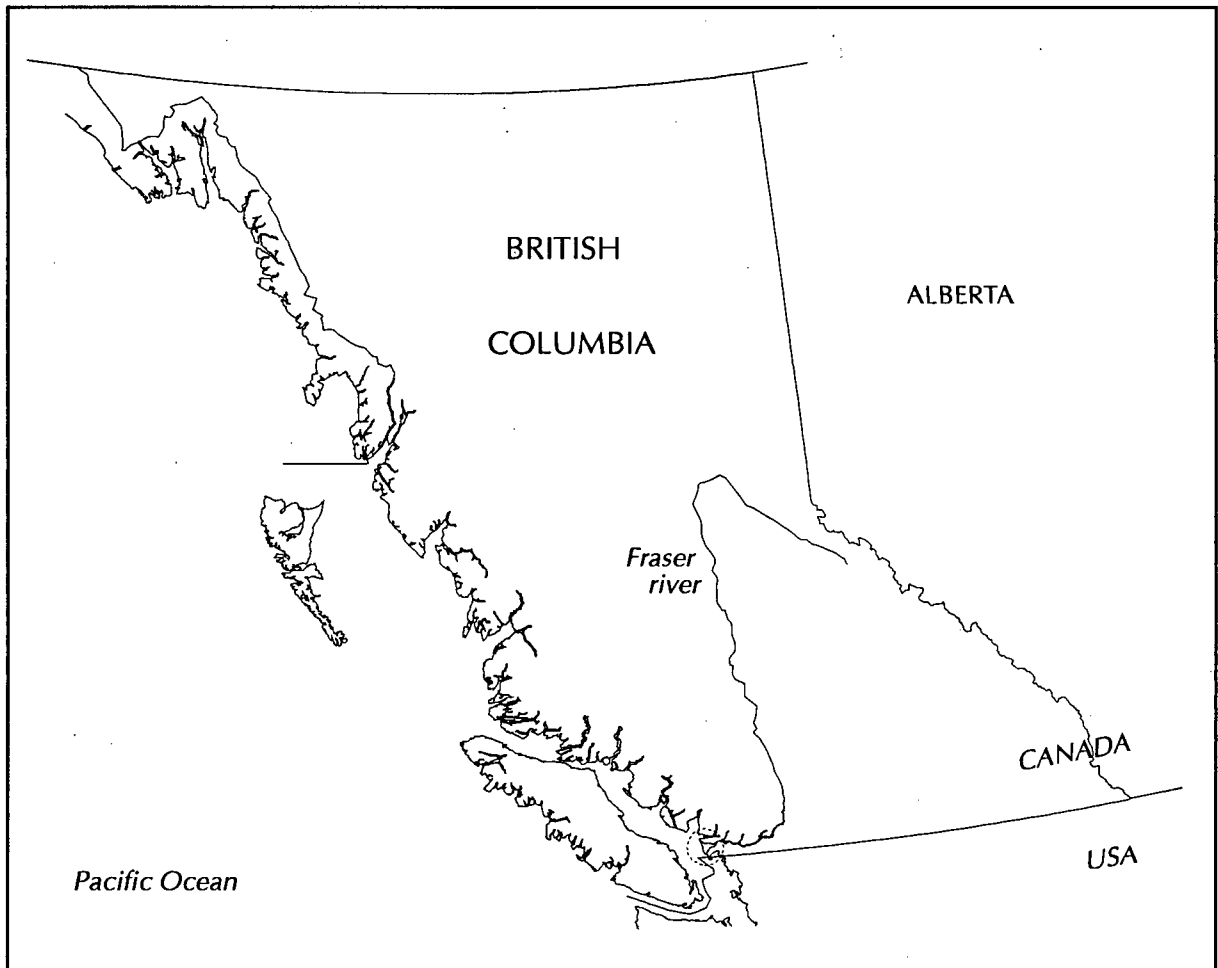 BRITISH
COLUMBIA
ALBERTA
Fraser
river
CANADA
USA
Pacific Ocean